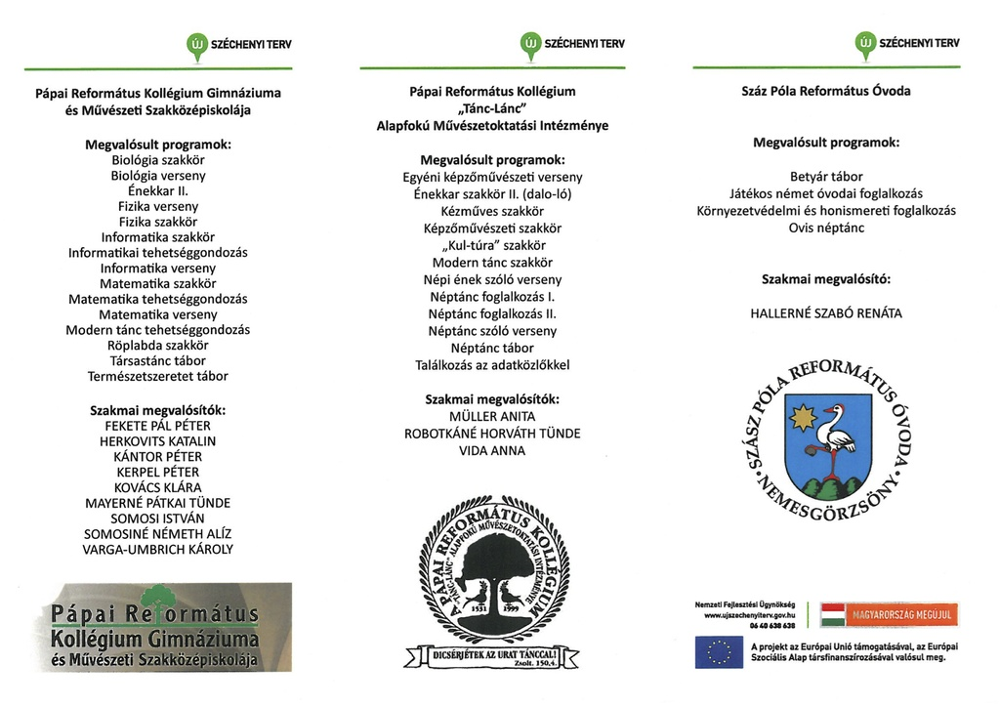 ÚJ SZÉCHENYI TERV
Pápai Református Kollégium Gimnáziuma
és Művészeti Szakközépiskolája
Megvalósult programok:
Biológia szakkör
Biológia verseny
Énekkar II.
Fizika verseny
Fizika szakkör
Informatika szakkör
Informatikai tehetséggondozás
Informatika verseny
Matematika szakkör
Matematika tehetséggondozás
Matematika verseny
Modern tánc tehetséggondozás
Röplabda szakkör
Társastánc tábor
Természetszeretet tábor
Szakmai megvalósítók:
FEKETE PÁL PÉTER
HERKOVITS KATALIN
KÁNTOR PÉTER
KERPEL PÉTER
KOVÁCS KLÁRA
MAYERNÉ PÁTKAI TÜNDE
SOMOSI ISTVÁN
SOMOSINÉ NÉMETH ALÍZ
VARGA-UMBRICH KÁROLY
Pápai Református
Kollégium Gimnáziuma
és Művészeti Szakközépiskolája
ÚJ SZÉCHENYI TERV
Pápai Református Kollégium
„Tánc-Lánc”
Alapfokú Művészetoktatási Intézménye
Megvalósult programok:
Egyéni képzőművészeti verseny
Énekkar szakkör II. (dalo-ló)
Kézműves szakkör
Képzőművészeti szakkör
„Kul-túra” szakkör
Modern tánc szakkör
Népi ének szóló verseny
Néptánc foglalkozás I.
Néptánc foglalkozás II.
Néptánc szóló verseny
Néptánc tábor
Találkozás az adatközlőkkel
Szakmai megvalósítók:
MÜLLER ANITA
ROBOTKÁNÉ HORVÁTH TÜNDE
VIDA ANNA
A PÁPAI REFORMÁTUS KOLLÉGIUM
"TÁNC-LÁNC" ALAPFOKÚ MŰVÉSZETOKTATÁSI INTÉZMÉNYE
1531 1999
DICSÉRJÉTEK AZ URAT TÁNCCAL!
Zsolt. 150,4.
ÚJ SZÉCHENYI TERV
Száz Póla Református Óvoda
Megvalósult programok:
Betyár tábor
Játékos német óvodai foglalkozás
Környezetvédelmi és honismereti foglalkozás
Ovis néptánc
Szakmai megvalósító:
HALLERNÉ SZABÓ RENÁTA
SZÁSZ PÓLA REFORMÁTUS ÓVODA
NEMESGÖRZSÖNY
Nemzeti Fejlesztési Ügynökség
www.ujszechenyiterv.gov.hu
06 40 638 638
MAGYARORSZÁG MEGÚJUL
A projekt az Európai Unió támogatásával, az Európai
Szociális Alap társfinanszírozásával valósul meg.